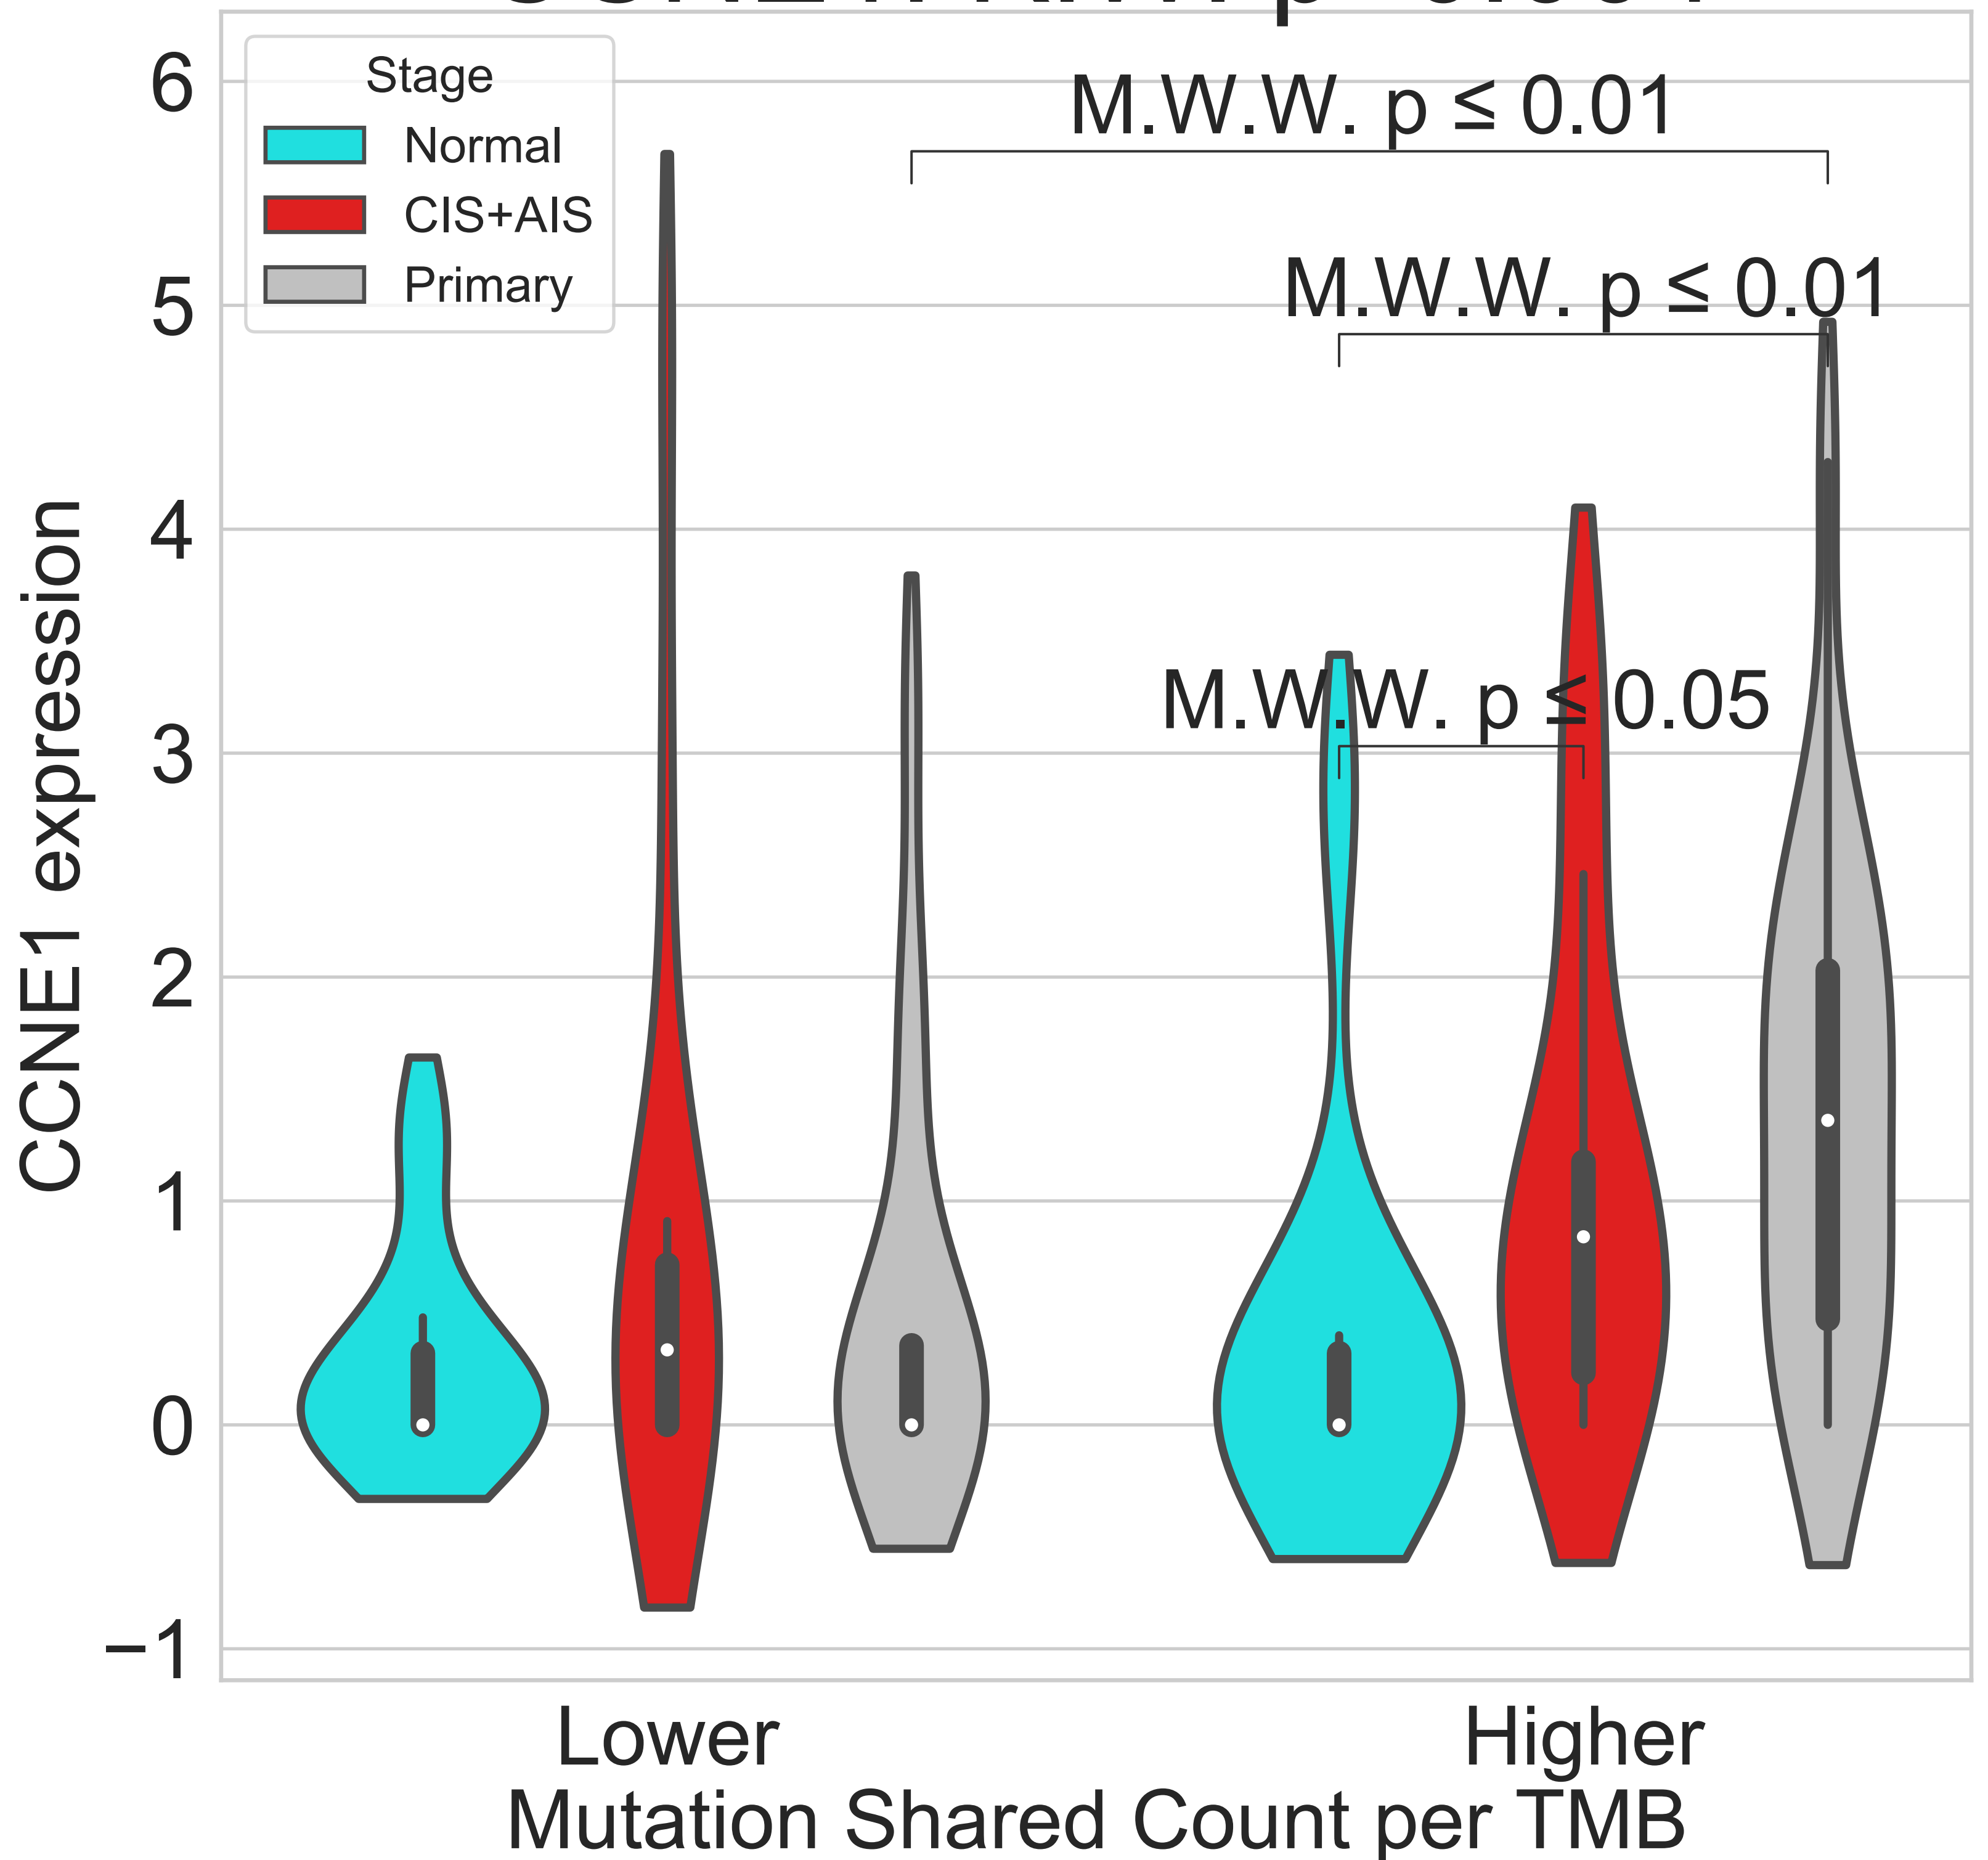 Stage
Normal
CIS+AIS
Primary
M.W.W. p ≤ 0.01
M.W.W. p ≤ 0.01
M.W.W. p ≤ 0.05
6
5
4
3
2
1
0
−1
CCNE1 expression
Lower
Higher
Mutation Shared Count per TMB